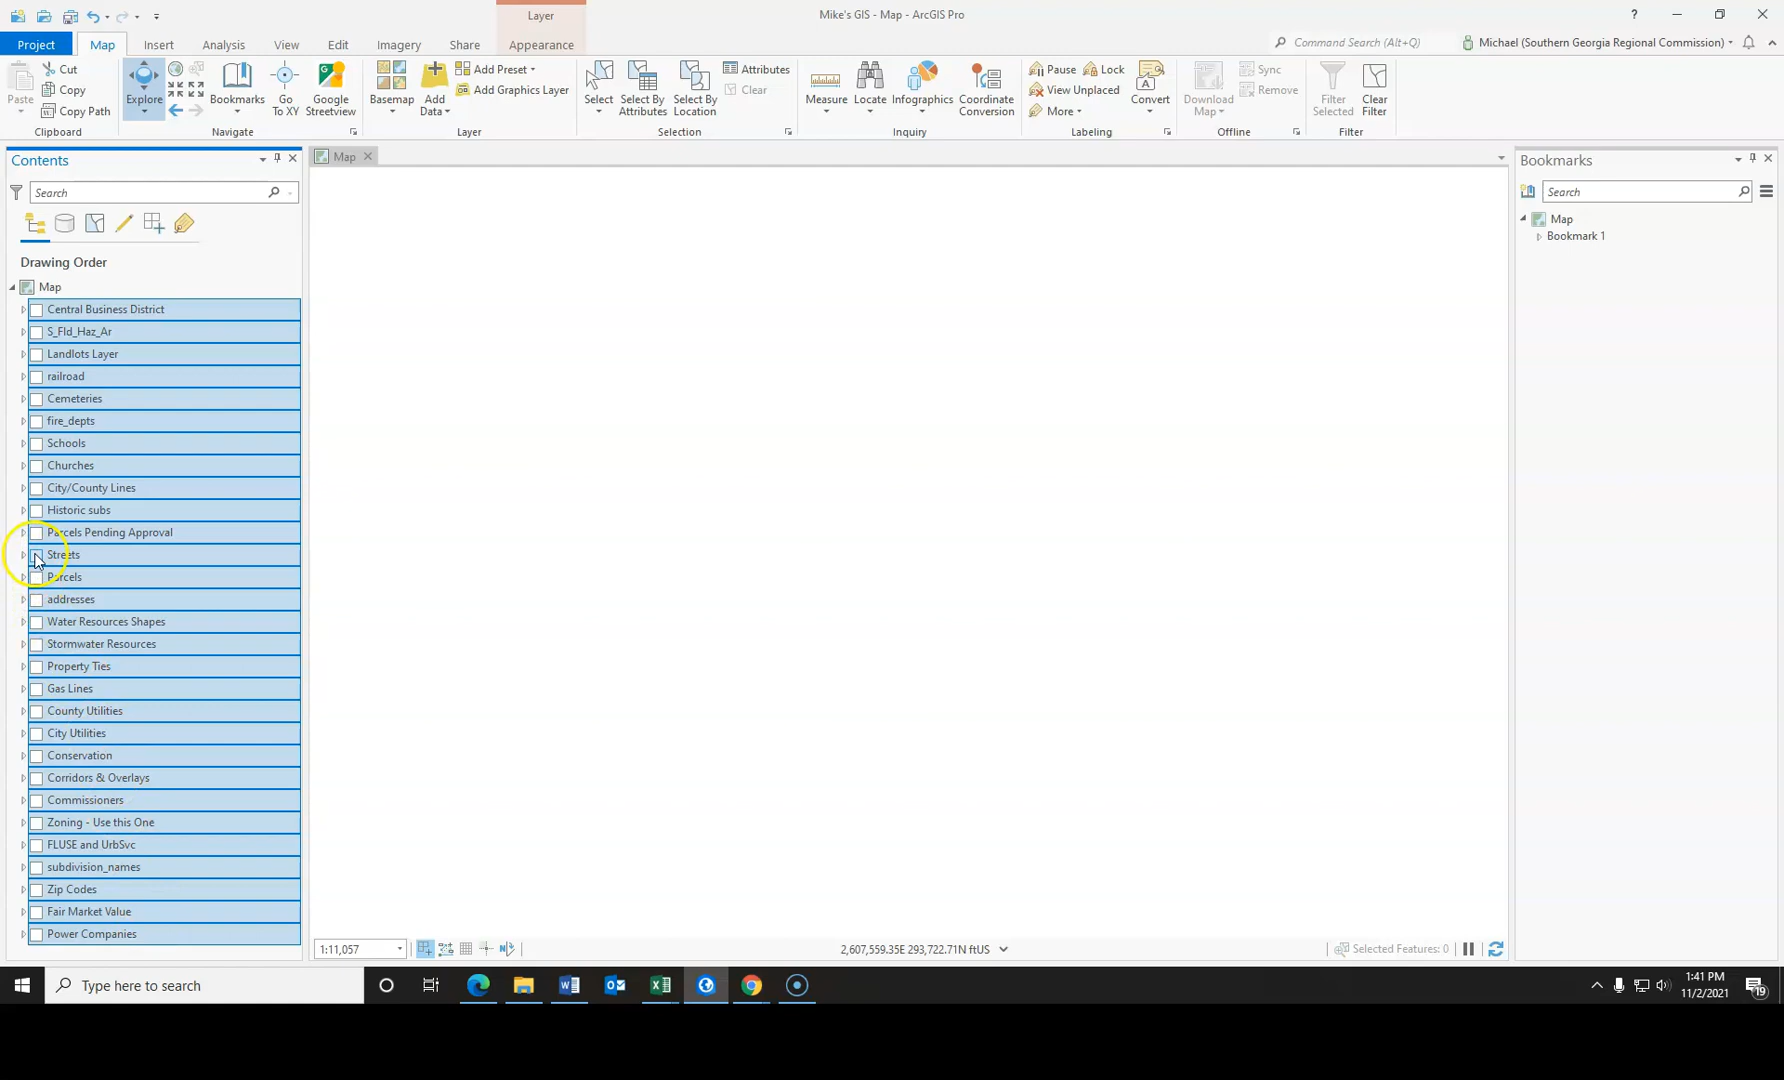 Layer
Mike's GIS - Map - ArcGIS Pro
?
Project
Map
Insert
Analysis
View
Edit
Imagery
Share
Appearance
Command Search (Alt+Q)
Michael (Southern Georgia Regional Commission)
Paste
Cut
Copy
Copy Path
Clipboard
Explore
Bookmarks
Go To XY
Google Streetview
Navigate
Basemap
Add Data
Add Preset
Add Graphics Layer
Layer
Select
Select By Attributes
Select By Location
Attributes
Clear
Selection
Measure
Locate
Infographics
Coordinate Conversion
Inquiry
Pause
Lock
View Unplaced
More
Convert
Labeling
Download Map
Sync
Remove
Offline
Filter Selected
Clear Filter
Filter
Contents
Search
Drawing Order
Map
Central Business District
S_Fld_Haz_Ar
Landlots Layer
railroad
Cemeteries
fire_depts
Schools
Churches
City/County Lines
Historic subs
Parcels Pending Approval
Streets
Parcels
addresses
Water Resources Shapes
Stormwater Resources
Property Ties
Gas Lines
County Utilities
City Utilities
Conservation
Corridors & Overlays
Commissioners
Zoning - Use this One
FLUSE and UrbSvc
subdivision_names
Zip Codes
Fair Market Value
Power Companies
Map
1:11,057
2,607,559.35E 293,722.71N ftUS
Selected Features: 0
Bookmarks
Search
Map
Bookmark 1
Type here to search
1:41 PM
11/2/2021
19